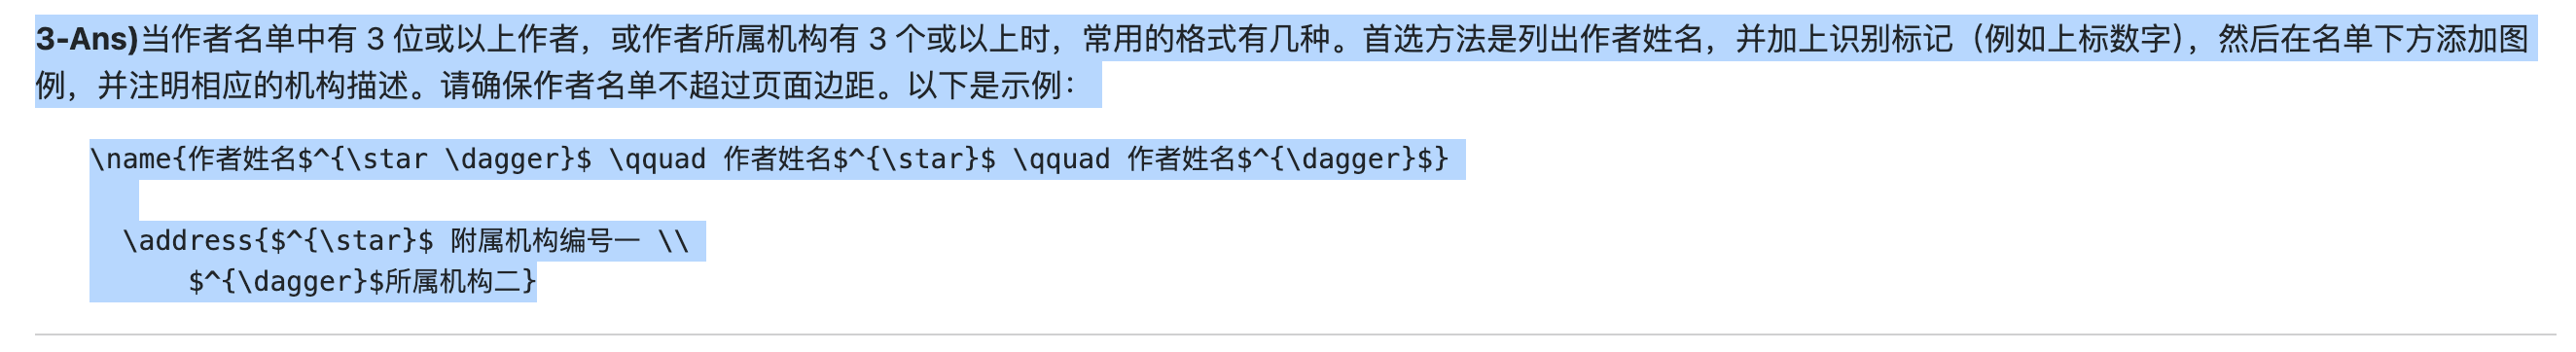 3-Ans)当作者名单中有 3 位或以上作者，或作者所属机构有 3 个或以上时，常用的格式有几种。首选方法是列出作者姓名，并加上识别标记（例如上标数字），然后在名单下方添加图
例，并注明相应的机构描述。请确保作者名单不超过页面边距。以下是示例：
\name{作者姓名$^{\star \dagger}$ \qquad 作者姓名$^{\star}$ \qquad 作者姓名$^{\dagger}$}
\address{$^{\star}$ 附属机构编号一 \\
$^{\dagger}$所属机构二}